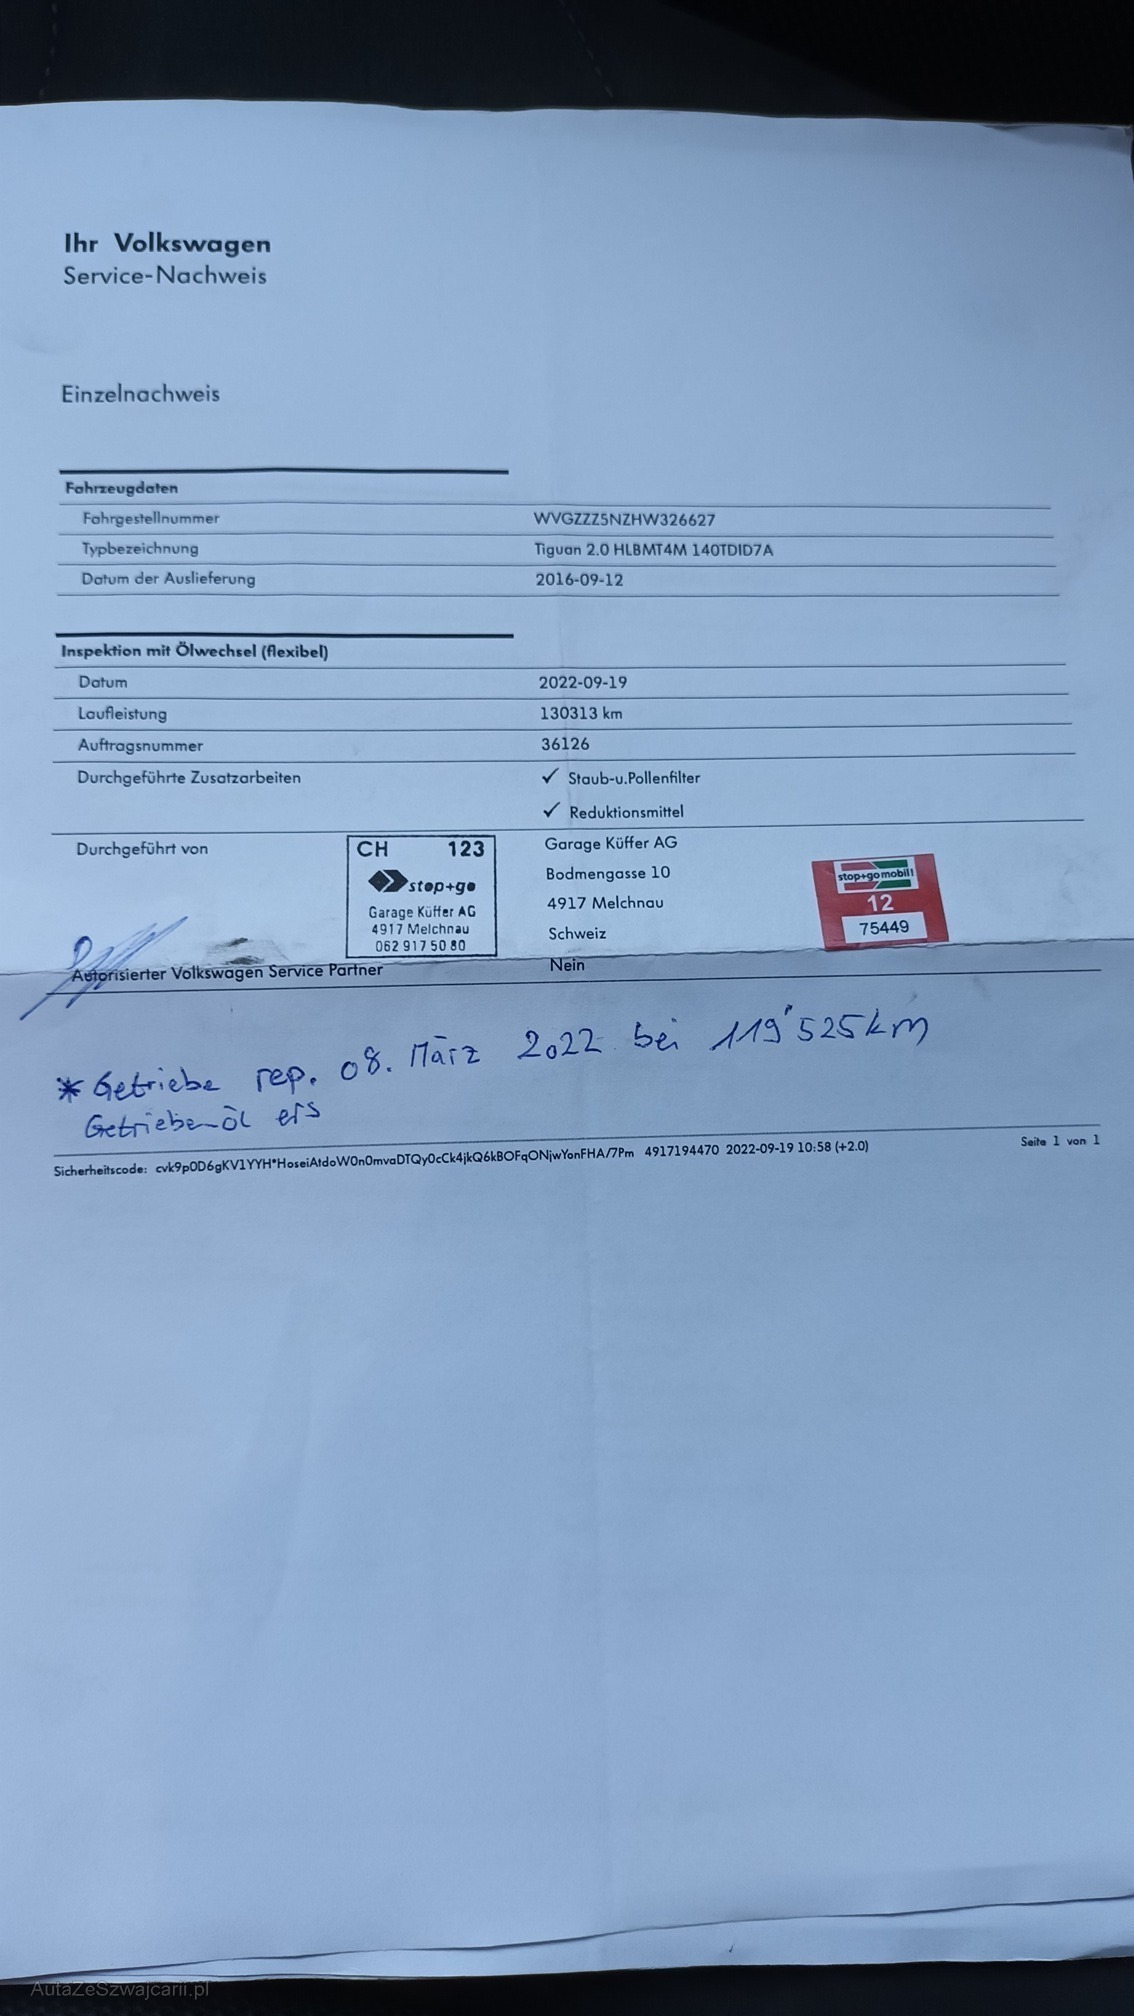 Ihr Volkswagen
Service-Nachweis
Einzelnachweis
Fahrzeugdaten
Fahrgestellnummer WVGZZZ5NZHW326627
Typbezeichnung Tiguan 2.0 HLBMT4M 140TDID7A
Datum der Auslieferung 2016-09-12
Inspektion mit Ölwechsel (flexibel)
Datum 2022-09-19
Laufleistung 130313 km
Auftragsnummer 36126
Durchgeführte Zusatzarbeiten ✓ Staub-u.Pollenfilter
✓ Reduktionsmittel
Durchgeführt von
CH 123
stop+go
Garage Küffer AG
4917 Melchnau
062 917 50 80
Garage Küffer AG
Bodmengasse 10
4917 Melchnau
Schweiz
stop+go mobil!
12
75449
Autorisierter Volkswagen Service Partner Nein
* Getriebe rep. 08. März 2022 bei 119'525km
Getriebe-öl ers
Sicherheitscode: cvk9p0D6gKV1YYH*HoseiAtdoW0n0mvaDTQy0cCk4jkQ6kBOFqONjwYonFHA/7Pm 4917194470 2022-09-19 10:58 (+2.0)
Seite 1 von 1
AutaZeSzwajcarii.pl